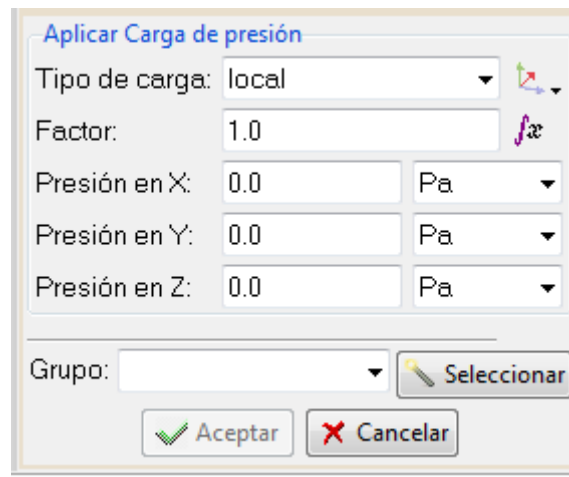 Aplicar Carga de presión
Tipo de carga: local
Factor: 1.0 fx
Presión en X: 0.0 Pa
Presión en Y: 0.0 Pa
Presión en Z: 0.0 Pa
Grupo: Seleccionar
Aceptar Cancelar